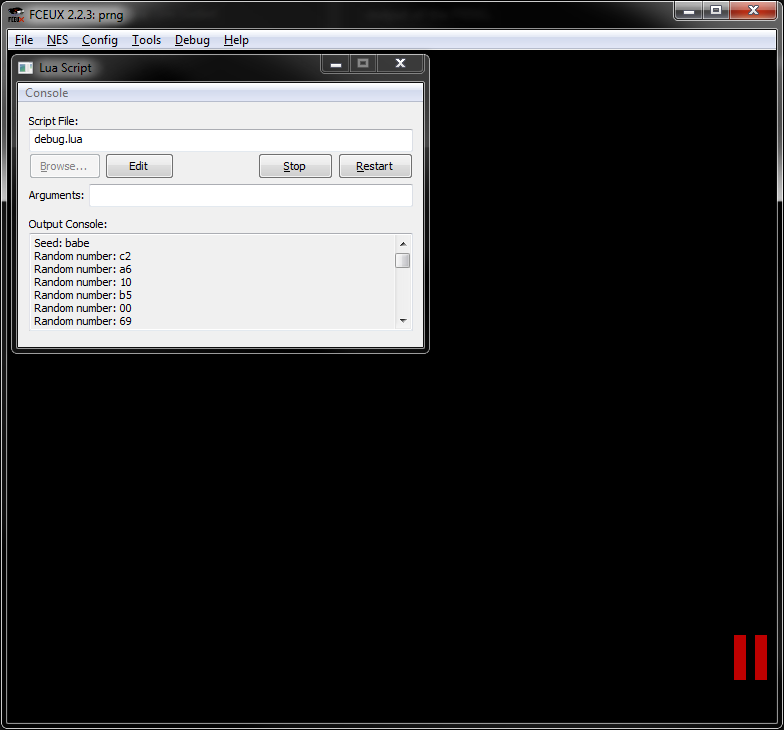 FCEUX 2.2.3: prng
File NES Config Tools Debug Help
Lua Script
Console
Script File:
debug.lua
Browse... Edit Stop Restart
Arguments:
Output Console:
Seed: babe
Random number: c2
Random number: a6
Random number: 10
Random number: b5
Random number: 00
Random number: 69